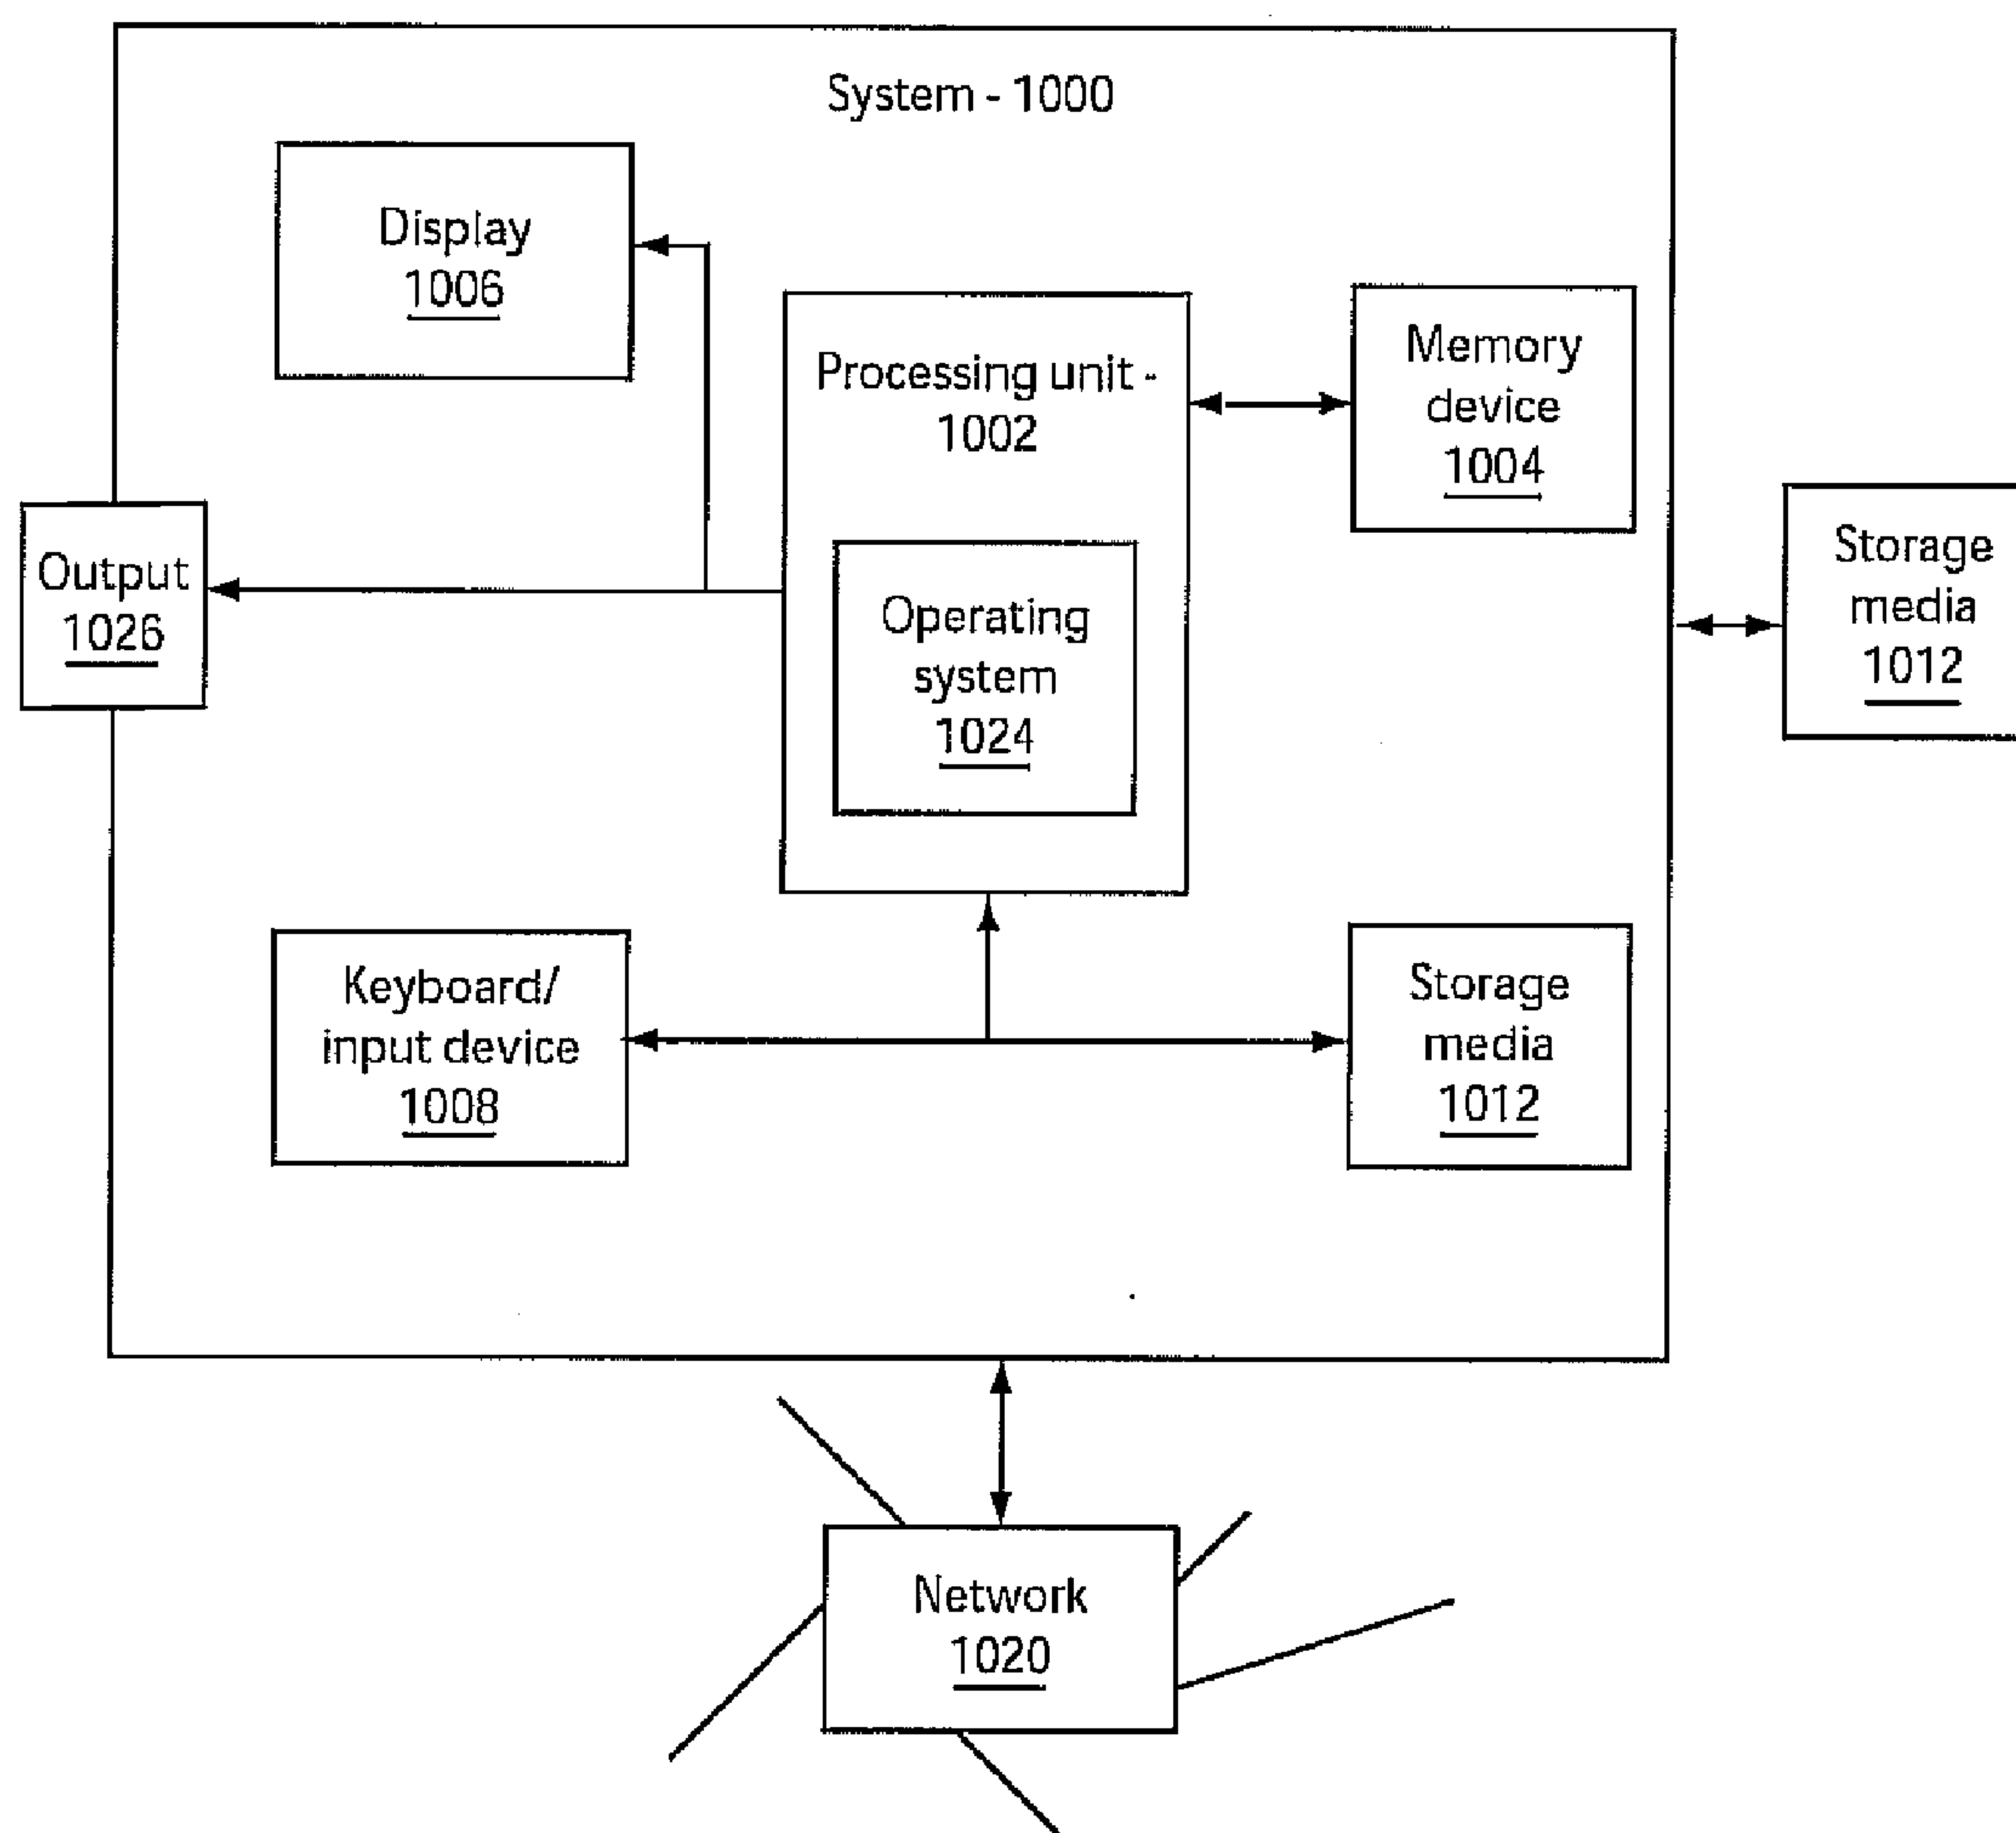 System - 1000
Display
1006
Processing unit -
1002
Memory
device
1004
Output
1026
Operating
system
1024
Storage
media
1012
Keyboard/
input device
1008
Storage
media
1012
Network
1020